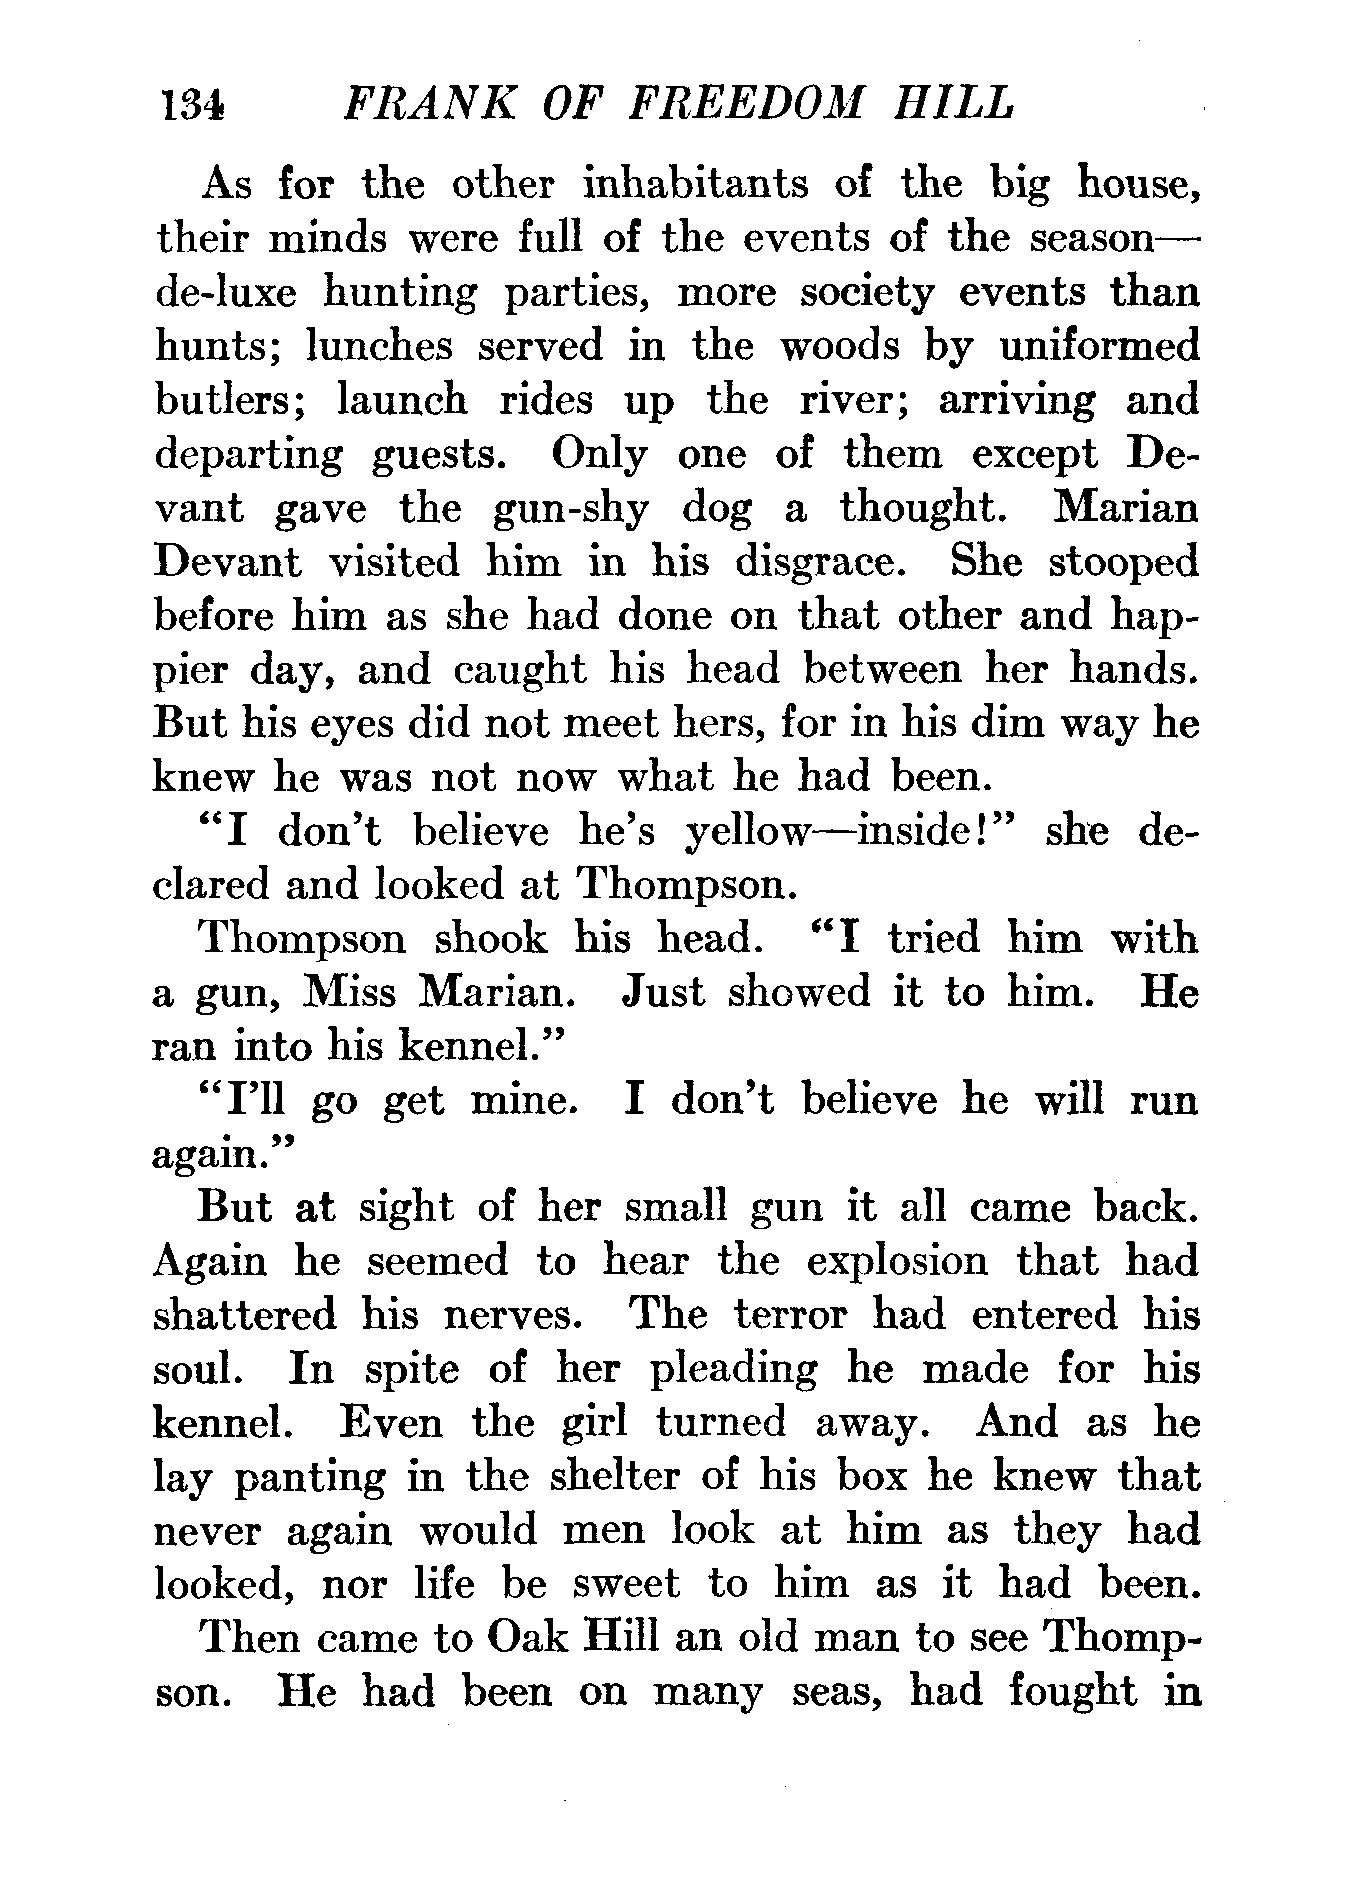 134 FRANK OF FREEDOM HILL
As for the other inhabitants of the big house,
their minds were full of the events of the season—
de-luxe hunting parties, more society events than
hunts; lunches served in the woods by uniformed
butlers; launch rides up the river; arriving and
departing guests. Only one of them except De-
vant gave the gun-shy dog a thought. Marian
Devant visited him in his disgrace. She stooped
before him as she had done on that other and hap-
pier day, and caught his head between her hands.
But his eyes did not meet hers, for in his dim way he
knew he was not now what he had been.
“I don’t believe he’s yellow—inside!” she de-
clared and looked at Thompson.
Thompson shook his head. “I tried him with
a gun, Miss Marian. Just showed it to him. He
ran into his kennel.”
“I’ll go get mine. I don’t believe he will run
again.”
But at sight of her small gun it all came back.
Again he seemed to hear the explosion that had
shattered his nerves. The terror had entered his
soul. In spite of her pleading he made for his
kennel. Even the girl turned away. And as he
lay panting in the shelter of his box he knew that
never again would men look at him as they had
looked, nor life be sweet to him as it had been.
Then came to Oak Hill an old man to see Thomp-
son. He had been on many seas, had fought in